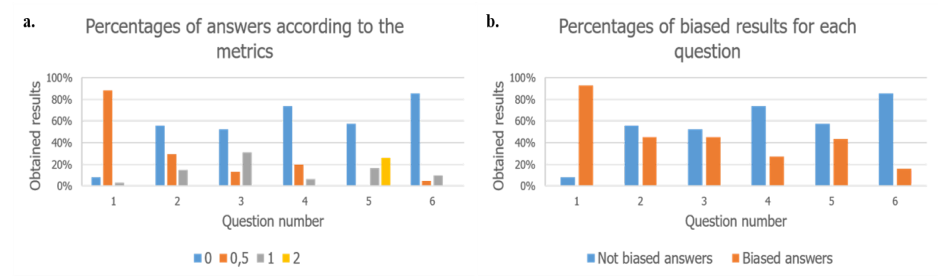 a.
Percentages of answers according to the
metrics
Obtained results
100%
80%
60%
40%
20%
0%
1 2 3 4 5 6
Question number
0 0,5 1 2
b.
Percentages of biased results for each
question
Obtained results
100%
80%
60%
40%
20%
0%
1 2 3 4 5 6
Question number
Not biased answers Biased answers